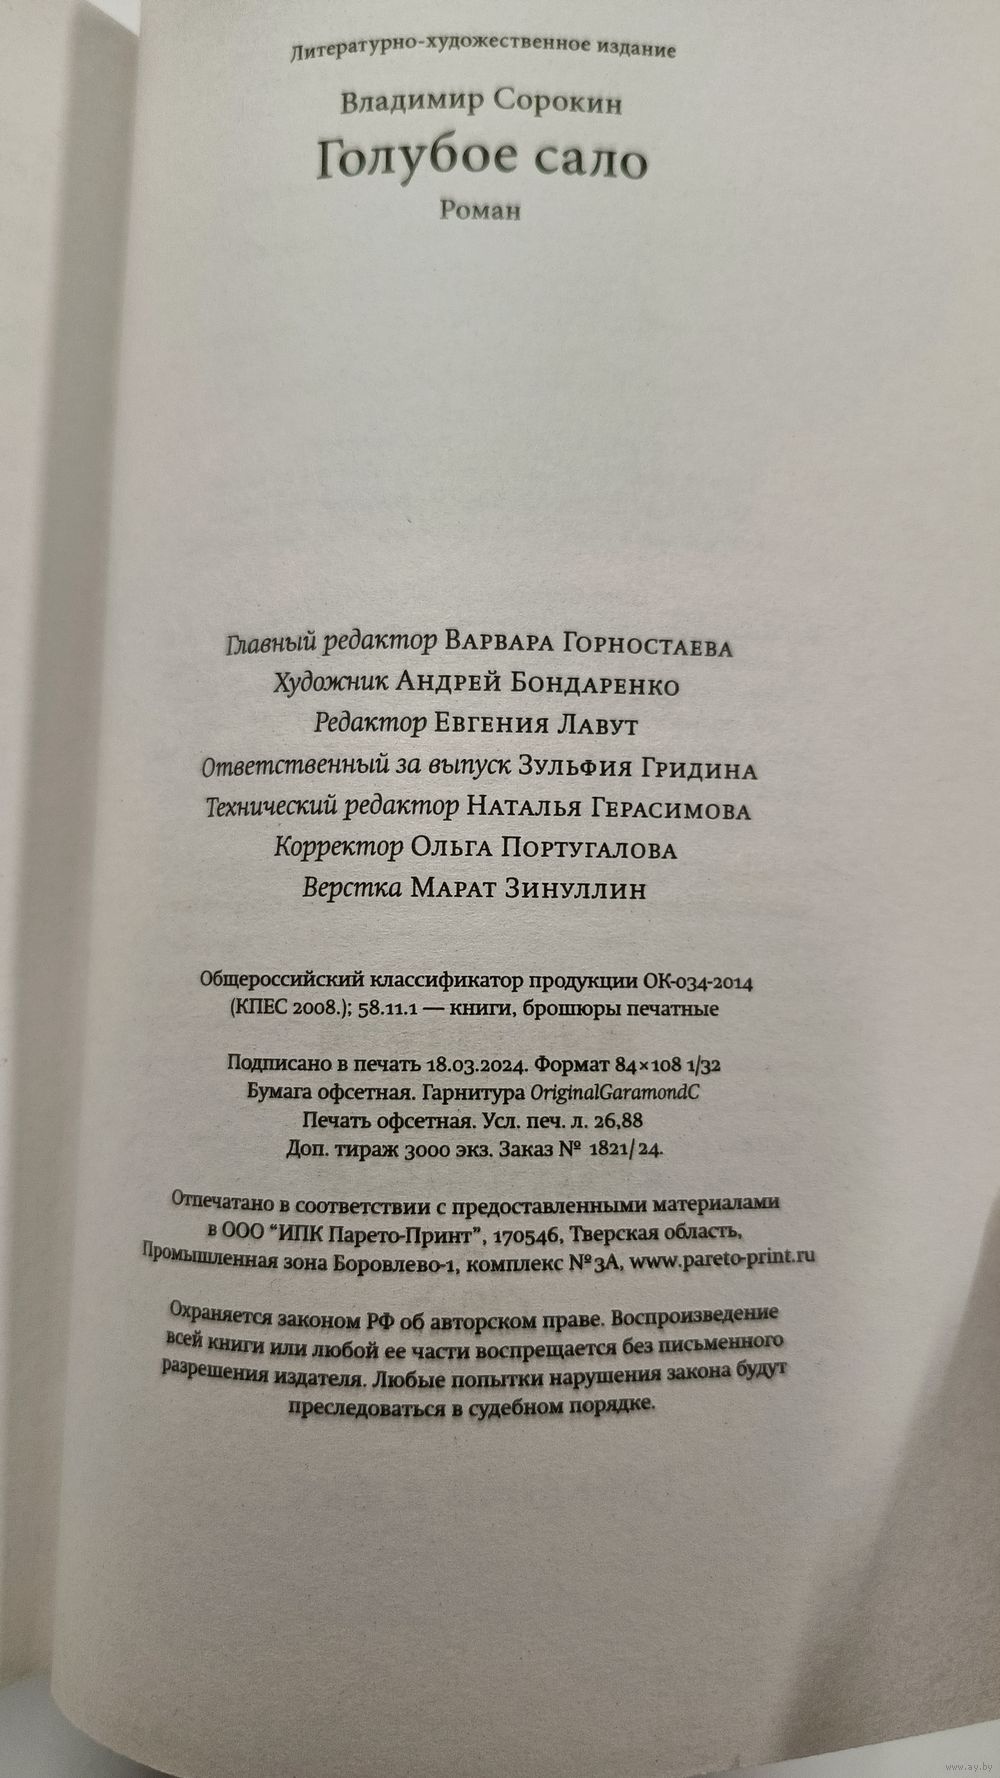 Литературно-художественное издание
Владимир Сорокин
Голубое сало
Роман
Главный редактор ВАРВАРА ГОРНОСТАЕВА
Художник АНДРЕЙ БОНДАРЕНКО
Редактор ЕВГЕНИЯ ЛАВУТ
Ответственный за выпуск ЗУЛЬФИЯ ГРИДИНА
Технический редактор НАТАЛЬЯ ГЕРАСИМОВА
Корректор ОЛЬГА ПОРТУГАЛОВА
Верстка МАРАТ ЗИНУЛЛИН
Общероссийский классификатор продукции ОК-034-2014
(КПЕС 2008.); 58.11.1 — книги, брошюры печатные
Подписано в печать 18.03.2024. Формат 84×108 1/32
Бумага офсетная. Гарнитура OriginalGaramondC
Печать офсетная. Усл. печ. л. 26,88
Доп. тираж 3000 экз. Заказ № 1821/24.
Отпечатано в соответствии с предоставленными материалами
в ООО “ИПК Парето-Принт”, 170546, Тверская область,
Промышленная зона Боровлево-1, комплекс №3А, www.pareto-print.ru
Охраняется законом РФ об авторском праве. Воспроизведение
всей книги или любой ее части воспрещается без письменного
разрешения издателя. Любые попытки нарушения закона будут
преследоваться в судебном порядке.
www.ay.by